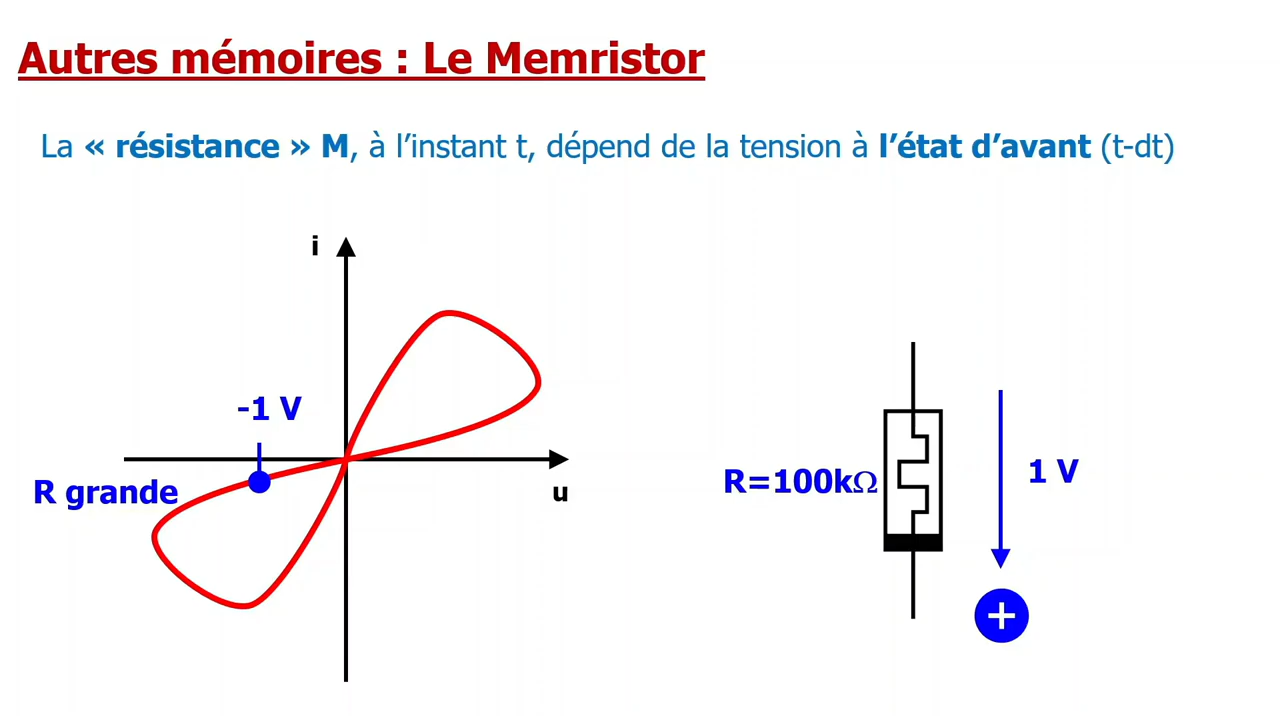 Autres mémoires : Le Memristor
La « résistance » M, à l’instant t, dépend de la tension à l’état d’avant (t-dt)
i
-1 V
R grande
u
R=100kΩ
1 V
+